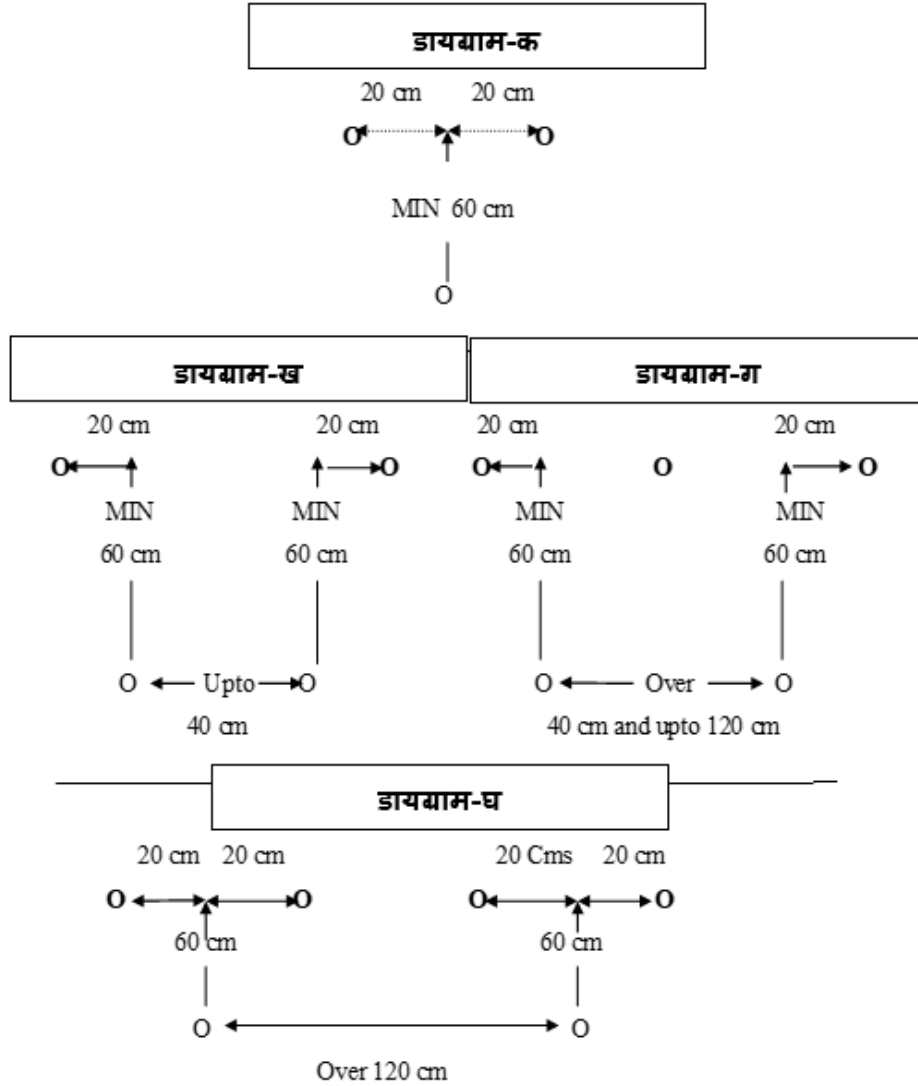 डायग्राम-क
20 cm 20 cm
O O
MIN 60 cm
O
डायग्राम-ख डायग्राम-ग
20 cm 20 cm 20 cm 20 cm
O O O O O
MIN MIN MIN MIN
60 cm 60 cm 60 cm 60 cm
O Upto O O Over O
40 cm 40 cm and upto 120 cm
डायग्राम-घ
20 cm 20 cm 20 Cms 20 cm
O O O O
60 cm 60 cm
O O
Over 120 cm